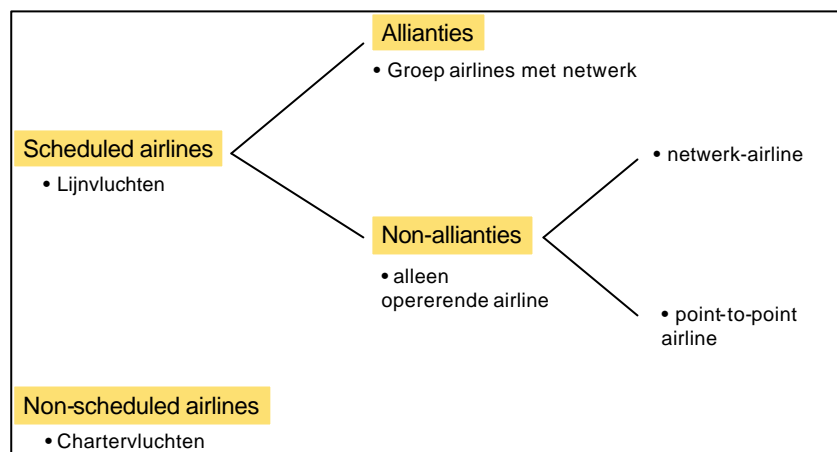 Allianties
• Groep airlines met netwerk
Scheduled airlines
• Lijnvluchten
• netwerk-airline
Non-allianties
• alleen
opererende airline
• point-to-point
airline
Non-scheduled airlines
• Chartervluchten